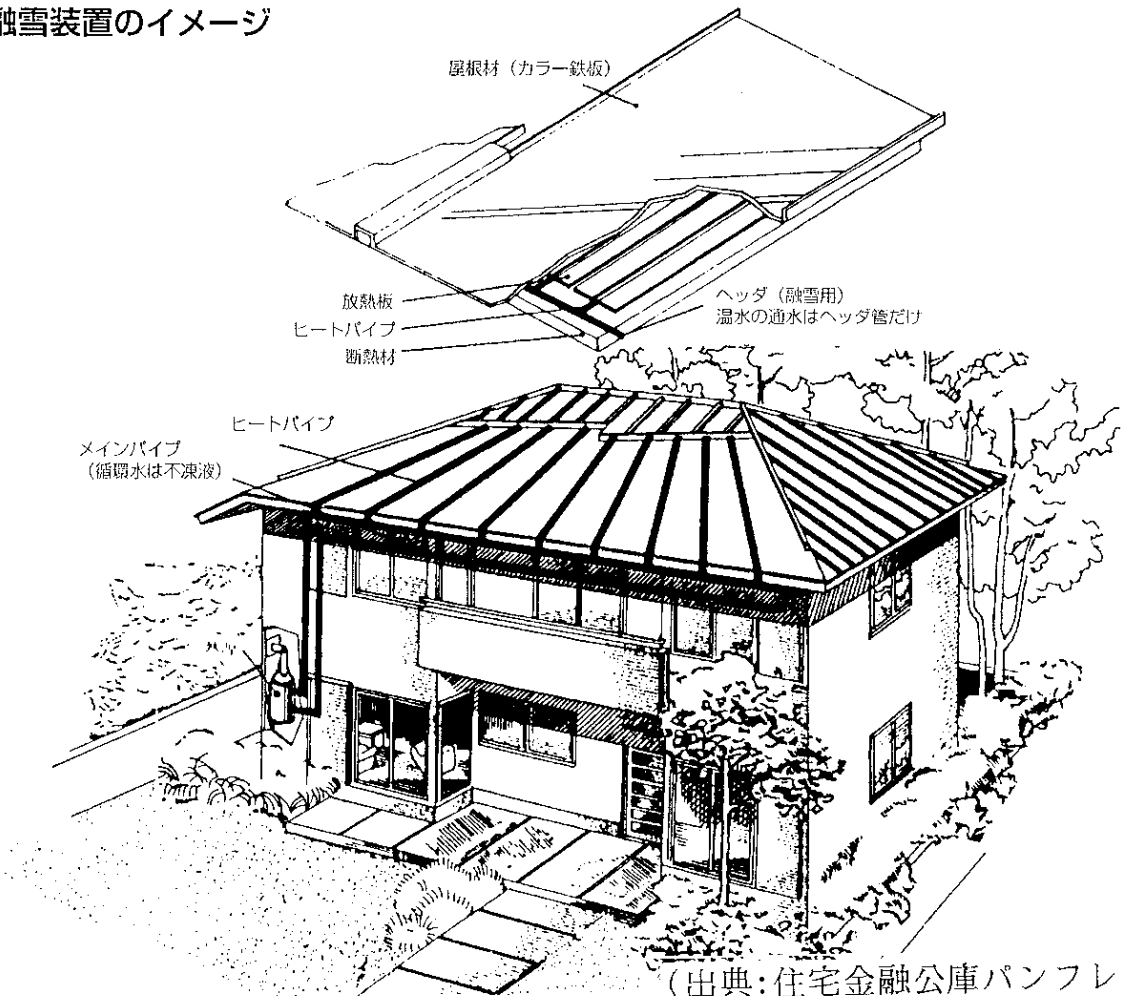 融雪装置のイメージ
屋根材（カラー鉄板）
放熱板
ヒートパイプ
断熱材
ヘッダ（融雪用）
温水の通水はヘッダ管だけ
ヒートパイプ
メインパイプ
（循環水は不凍液）
（出典:住宅金融公庫パンフレ